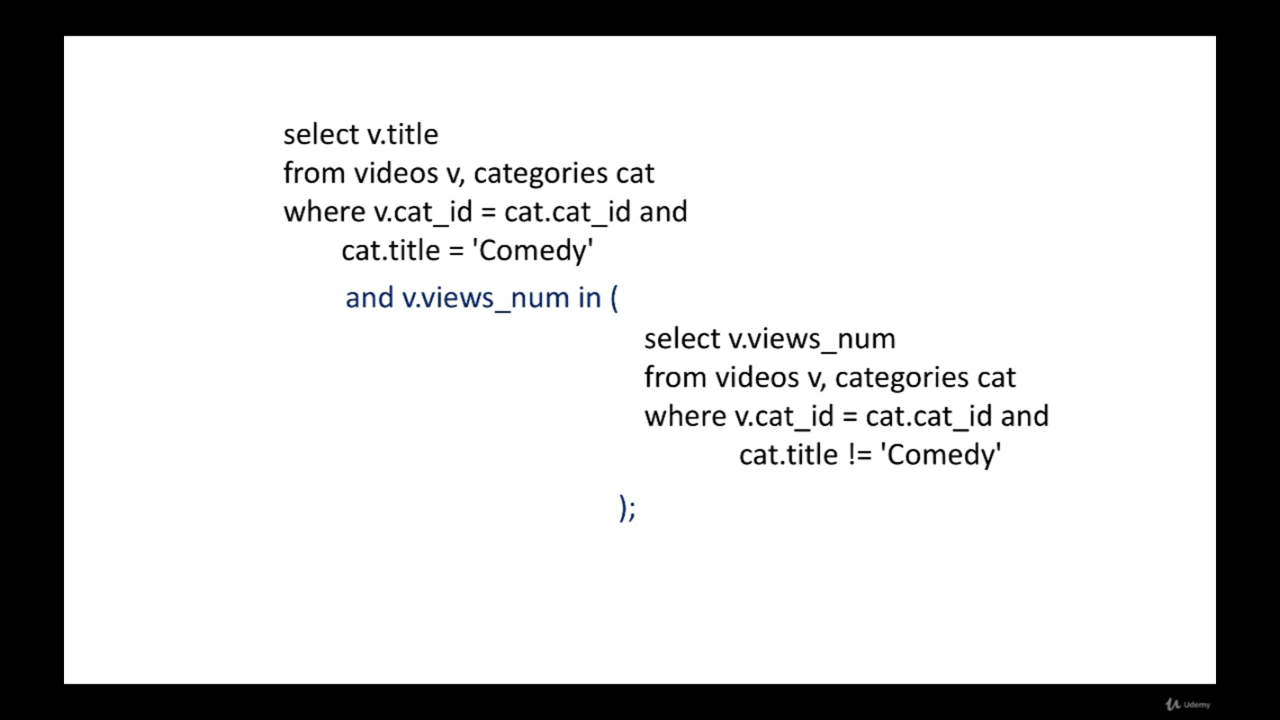 select v.title
from videos v, categories cat
where v.cat_id = cat.cat_id and
cat.title = 'Comedy'
and v.views_num in (
select v.views_num
from videos v, categories cat
where v.cat_id = cat.cat_id and
cat.title != 'Comedy'
);
Udemy